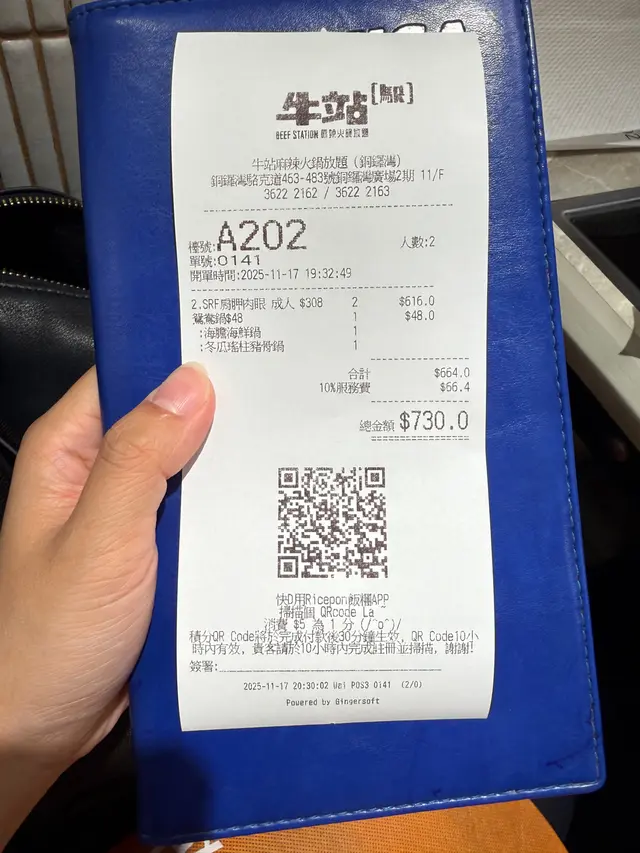 牛站[殿]
BEEF STATION 麻辣火鍋放題
牛站麻辣火鍋放題 (銅鑼灣)
銅鑼灣駱克道463-483號銅鑼灣廣場2期 11/F
3622 2162 / 3622 2163
檯號:A202 人數:2
單號:0141
開單時間:2025-11-17 19:32:49
2.SRF肩胛肉眼 成人 $308 2 $616.0
鴛鴦鍋$48 1 $48.0
:海膽海鮮鍋 1
:冬瓜瑤柱豬骨鍋 1
合計 $664.0
10%服務費 $66.4
總金額 $730.0
快D用Ricepon飯糰APP
掃描個 QRcode La ~
消費 $5 為 1 分 (/^o^)/
積分QR Code將於完成付款後30分鐘生效, QR Code10小
時內有效, 貴客請於10小時內完成註冊並掃描, 謝謝!
簽署:
2025-11-17 20:30:02 Wei POS3 0141 (2/0)
Powered by Gingersoft